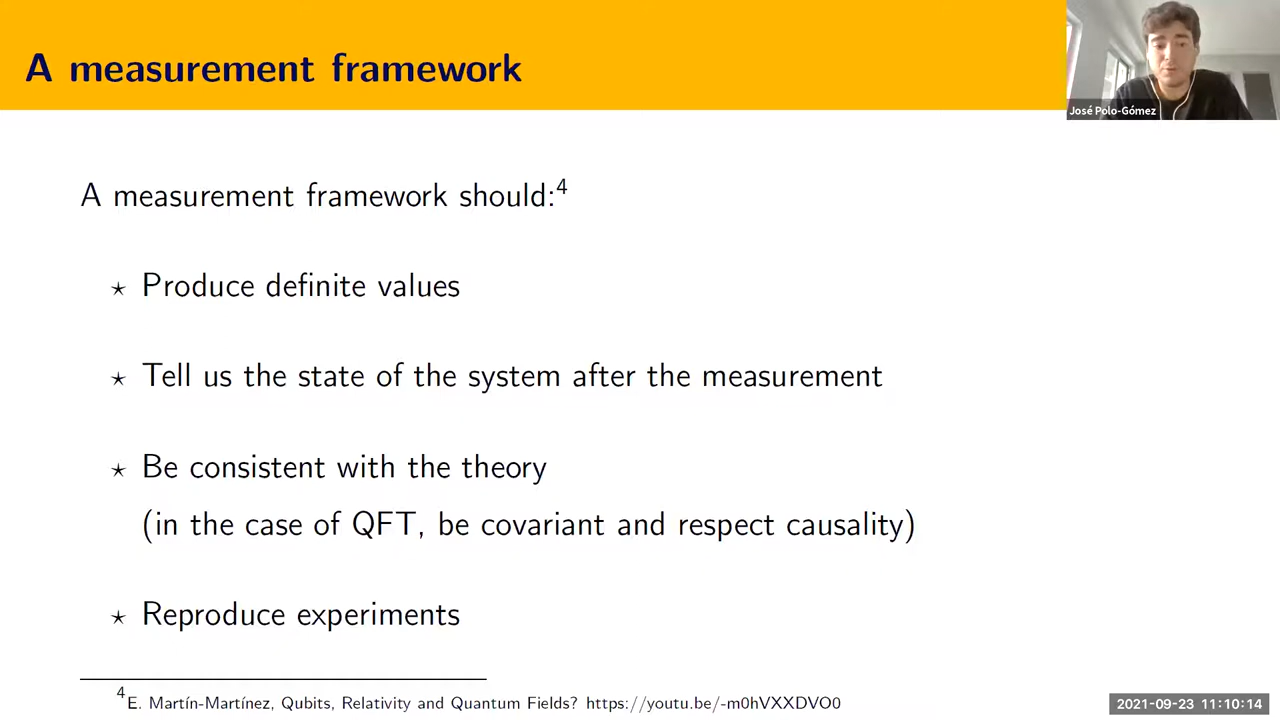 A measurement framework
José Polo-Gómez
A measurement framework should:⁴
⋆ Produce definite values
⋆ Tell us the state of the system after the measurement
⋆ Be consistent with the theory
(in the case of QFT, be covariant and respect causality)
⋆ Reproduce experiments
⁴E. Martín-Martínez, Qubits, Relativity and Quantum Fields? https://youtu.be/-m0hVXXDVO0
2021-09-23 11:10:14